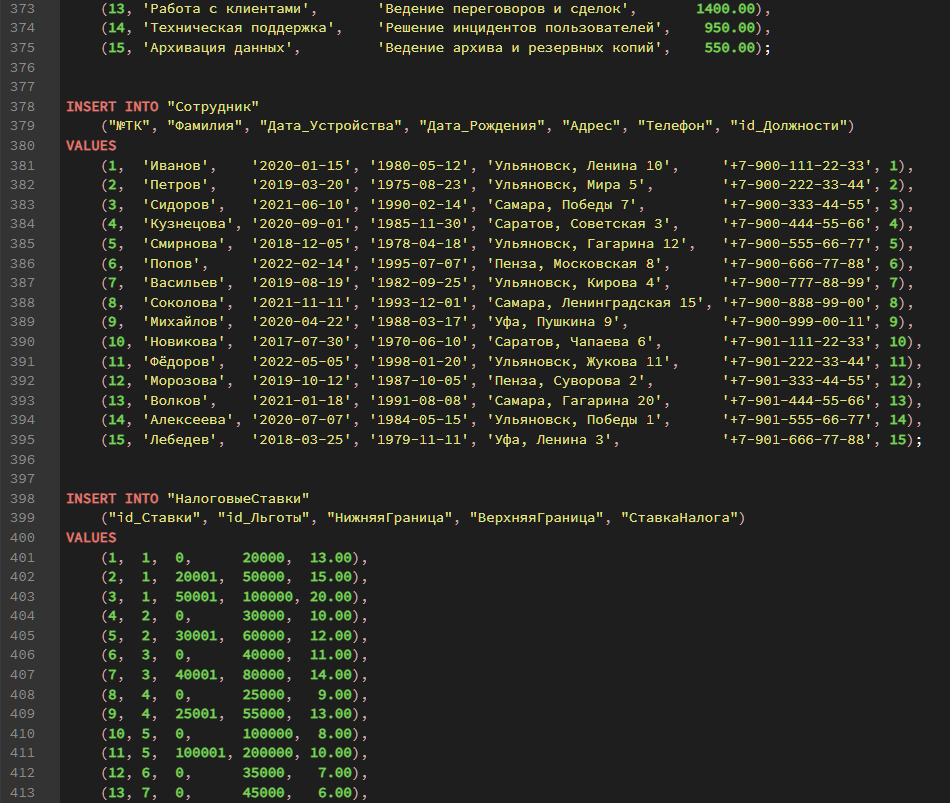 373 (13, 'Работа с клиентами', 'Ведение переговоров и сделок', 1400.00),
374 (14, 'Техническая поддержка', 'Решение инцидентов пользователей', 950.00),
375 (15, 'Архивация данных', 'Ведение архива и резервных копий', 550.00);
376
377
378 INSERT INTO "Сотрудник"
379 ("№ТК", "Фамилия", "Дата_Устройства", "Дата_Рождения", "Адрес", "Телефон", "id_Должности")
380 VALUES
381 (1, 'Иванов', '2020-01-15', '1980-05-12', 'Ульяновск, Ленина 10', '+7-900-111-22-33', 1),
382 (2, 'Петров', '2019-03-20', '1975-08-23', 'Ульяновск, Мира 5', '+7-900-222-33-44', 2),
383 (3, 'Сидоров', '2021-06-10', '1990-02-14', 'Самара, Победы 7', '+7-900-333-44-55', 3),
384 (4, 'Кузнецова', '2020-09-01', '1985-11-30', 'Саратов, Советская 3', '+7-900-444-55-66', 4),
385 (5, 'Смирнова', '2018-12-05', '1978-04-18', 'Ульяновск, Гагарина 12', '+7-900-555-66-77', 5),
386 (6, 'Попов', '2022-02-14', '1995-07-07', 'Пенза, Московская 8', '+7-900-666-77-88', 6),
387 (7, 'Васильев', '2019-08-19', '1982-09-25', 'Ульяновск, Кирова 4', '+7-900-777-88-99', 7),
388 (8, 'Соколова', '2021-11-11', '1993-12-01', 'Самара, Ленинградская 15', '+7-900-888-99-00', 8),
389 (9, 'Михайлов', '2020-04-22', '1988-03-17', 'Уфа, Пушкина 9', '+7-900-999-00-11', 9),
390 (10, 'Новикова', '2017-07-30', '1970-06-10', 'Саратов, Чапаева 6', '+7-901-111-22-33', 10),
391 (11, 'Фёдоров', '2022-05-05', '1998-01-20', 'Ульяновск, Жукова 11', '+7-901-222-33-44', 11),
392 (12, 'Морозова', '2019-10-12', '1987-10-05', 'Пенза, Суворова 2', '+7-901-333-44-55', 12),
393 (13, 'Волков', '2021-01-18', '1991-08-08', 'Самара, Гагарина 20', '+7-901-444-55-66', 13),
394 (14, 'Алексеева', '2020-07-07', '1984-05-15', 'Ульяновск, Победы 1', '+7-901-555-66-77', 14),
395 (15, 'Лебедев', '2018-03-25', '1979-11-11', 'Уфа, Ленина 3', '+7-901-666-77-88', 15);
396
397
398 INSERT INTO "НалоговыеСтавки"
399 ("id_Ставки", "id_Льготы", "НижняяГраница", "ВерхняяГраница", "СтавкаНалога")
400 VALUES
401 (1, 1, 0, 20000, 13.00),
402 (2, 1, 20001, 50000, 15.00),
403 (3, 1, 50001, 100000, 20.00),
404 (4, 2, 0, 30000, 10.00),
405 (5, 2, 30001, 60000, 12.00),
406 (6, 3, 0, 40000, 11.00),
407 (7, 3, 40001, 80000, 14.00),
408 (8, 4, 0, 25000, 9.00),
409 (9, 4, 25001, 55000, 13.00),
410 (10, 5, 0, 100000, 8.00),
411 (11, 5, 100001, 200000, 10.00),
412 (12, 6, 0, 35000, 7.00),
413 (13, 7, 0, 45000, 6.00),